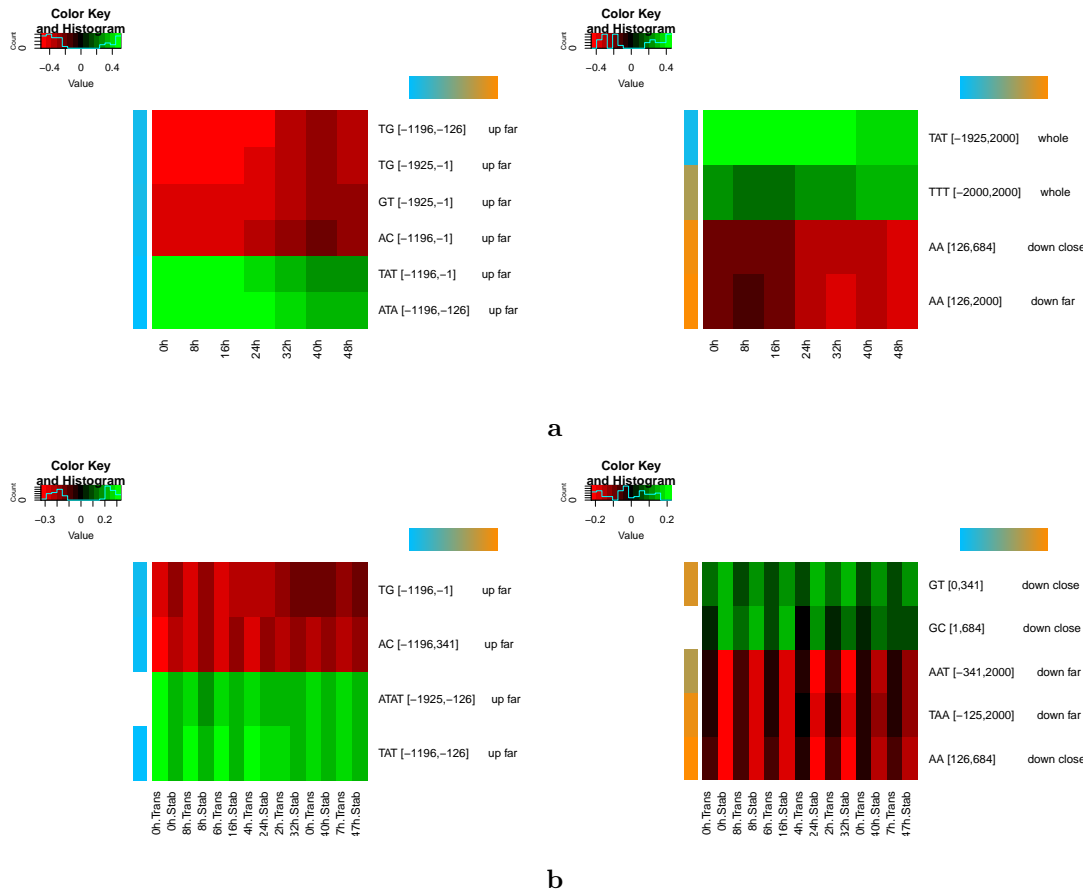 Color Key
and Histogram
Count
0
−0.4 0 0.4
Value
TG [−1196,−126] up far
TG [−1925,−1] up far
GT [−1925,−1] up far
AC [−1196,−1] up far
TAT [−1196,−1] up far
ATA [−1196,−126] up far
0h 8h 16h 24h 32h 40h 48h
Color Key
and Histogram
Count
0
−0.4 0 0.4
Value
TAT [−1925,2000] whole
TTT [−2000,2000] whole
AA [126,684] down close
AA [126,2000] down far
0h 8h 16h 24h 32h 40h 48h
a
Color Key
and Histogram
Count
0
−0.3 0 0.2
Value
TG [−1196,−1] up far
AC [−1196,341] up far
ATAT [−1925,−126] up far
TAT [−1196,−126] up far
0h.Trans 0h.Stab 8h.Trans 8h.Stab 6h.Trans 16h.Stab 4h.Trans 24h.Stab 2h.Trans 32h.Stab 0h.Trans 40h.Stab 7h.Trans 47h.Stab
Color Key
and Histogram
Count
0
−0.2 0 0.2
Value
GT [0,341] down close
GC [1,684] down close
AAT [−341,2000] down far
TAA [−125,2000] down far
AA [126,684] down close
0h.Trans 0h.Stab 8h.Trans 8h.Stab 6h.Trans 16h.Stab 4h.Trans 24h.Stab 2h.Trans 32h.Stab 0h.Trans 40h.Stab 7h.Trans 47h.Stab
b